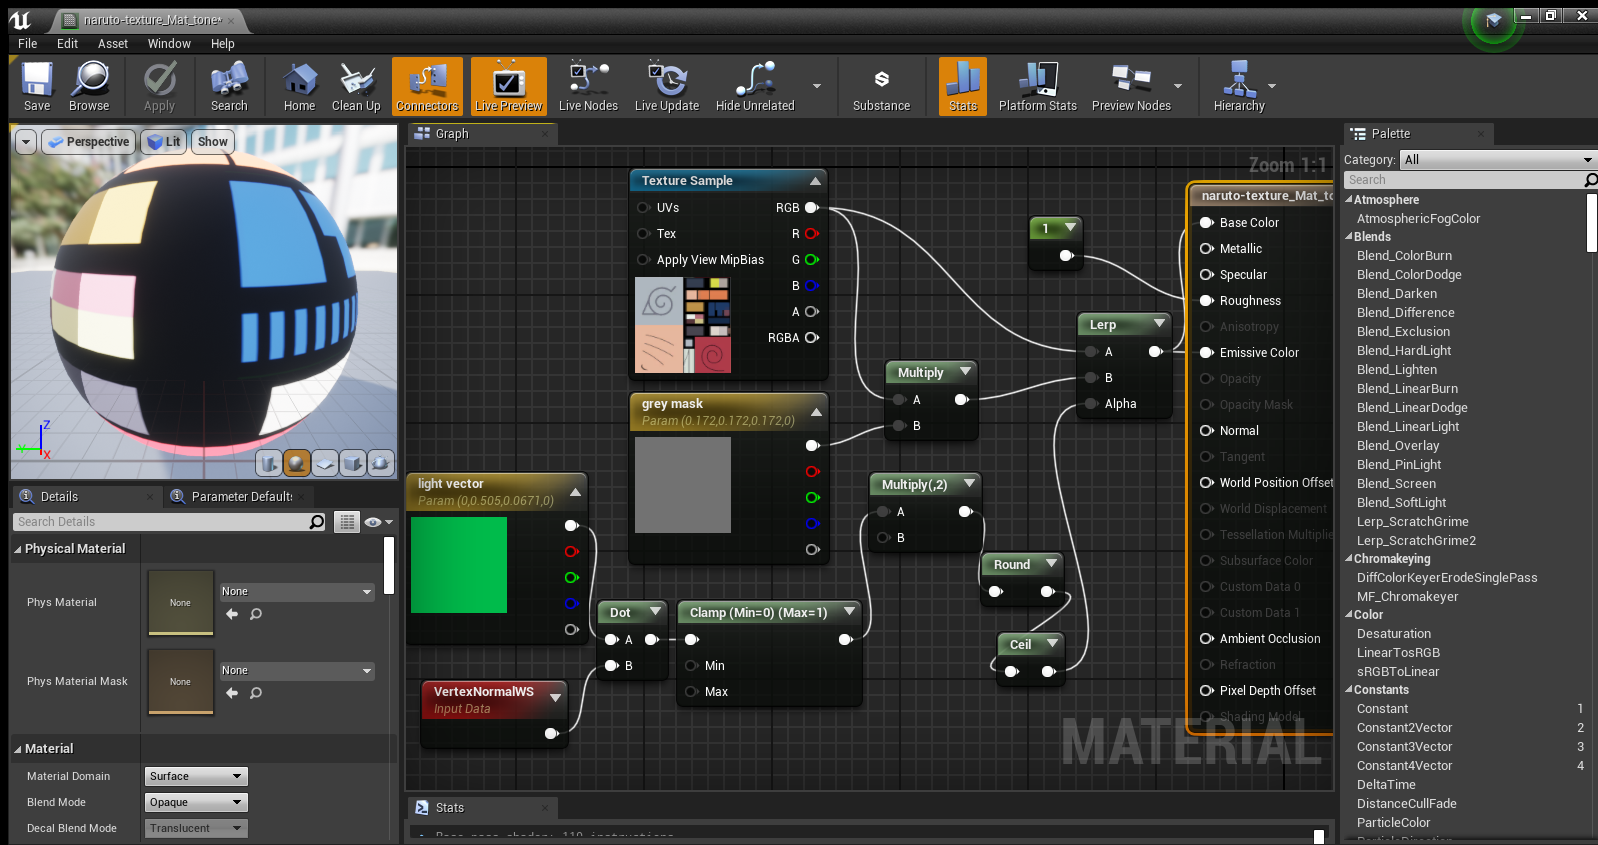 naruto-texture_Mat_tone*
File Edit Asset Window Help
Save Browse Apply Search Home Clean Up Connectors Live Preview Live Nodes Live Update Hide Unrelated Substance Stats Platform Stats Preview Nodes Hierarchy
Perspective Lit Show
Z
Y
X
Details Parameter Defaults
Search Details
Physical Material
Phys Material None None
Phys Material Mask None None
Material
Material Domain Surface
Blend Mode Opaque
Decal Blend Mode Translucent
Graph
Zoom 1:1
Texture Sample
UVs RGB
Tex R
Apply View MipBias G
B
A
RGBA
grey mask
Param (0.172,0.172,0.172,0)
light vector
Param (0,0.505,0.0671,0)
VertexNormalWS
Input Data
Dot
A
B
Clamp (Min=0) (Max=1)
Min
Max
Multiply
A
B
Multiply(,2)
A
B
Round
Ceil
1
Lerp
A
B
Alpha
naruto-texture_Mat_to
Base Color
Metallic
Specular
Roughness
Anisotropy
Emissive Color
Opacity
Opacity Mask
Normal
Tangent
World Position Offset
World Displacement
Tessellation Multiplie
Subsurface Color
Custom Data 0
Custom Data 1
Ambient Occlusion
Refraction
Pixel Depth Offset
Shading Model
MATERIAL
Stats
Base pass shader: 110 instructions
Palette
Category: All
Search
Atmosphere
AtmosphericFogColor
Blends
Blend_ColorBurn
Blend_ColorDodge
Blend_Darken
Blend_Difference
Blend_Exclusion
Blend_HardLight
Blend_Lighten
Blend_LinearBurn
Blend_LinearDodge
Blend_LinearLight
Blend_Overlay
Blend_PinLight
Blend_Screen
Blend_SoftLight
Lerp_ScratchGrime
Lerp_ScratchGrime2
Chromakeying
DiffColorKeyerErodeSinglePass
MF_Chromakeyer
Color
Desaturation
LinearTosRGB
sRGBToLinear
Constants
Constant 1
Constant2Vector 2
Constant3Vector 3
Constant4Vector 4
DeltaTime
DistanceCullFade
ParticleColor
ParticleDirection